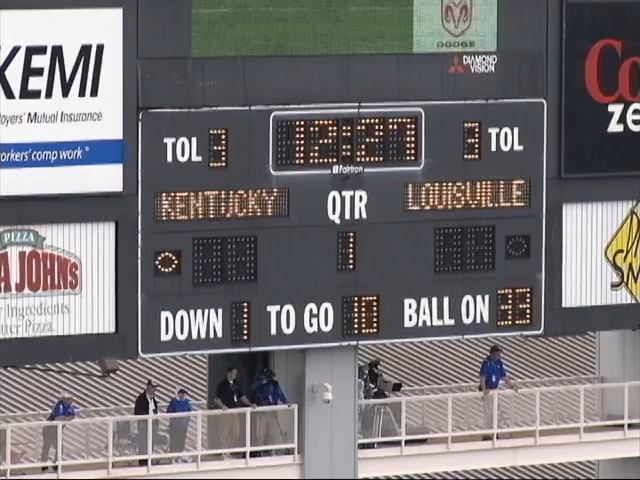 DODGE
DIAMOND
VISION
KEMI
oyers' Mutual Insurance
orkers' comp work
TOL 3 12:27 3 TOL
Fairtron
KENTUCKY QTR LOUISVILLE
1
DOWN 1 TO GO 10 BALL ON 33
PIZZA
A JOHNS
Ingredients
tter Pizza.
Co
ze